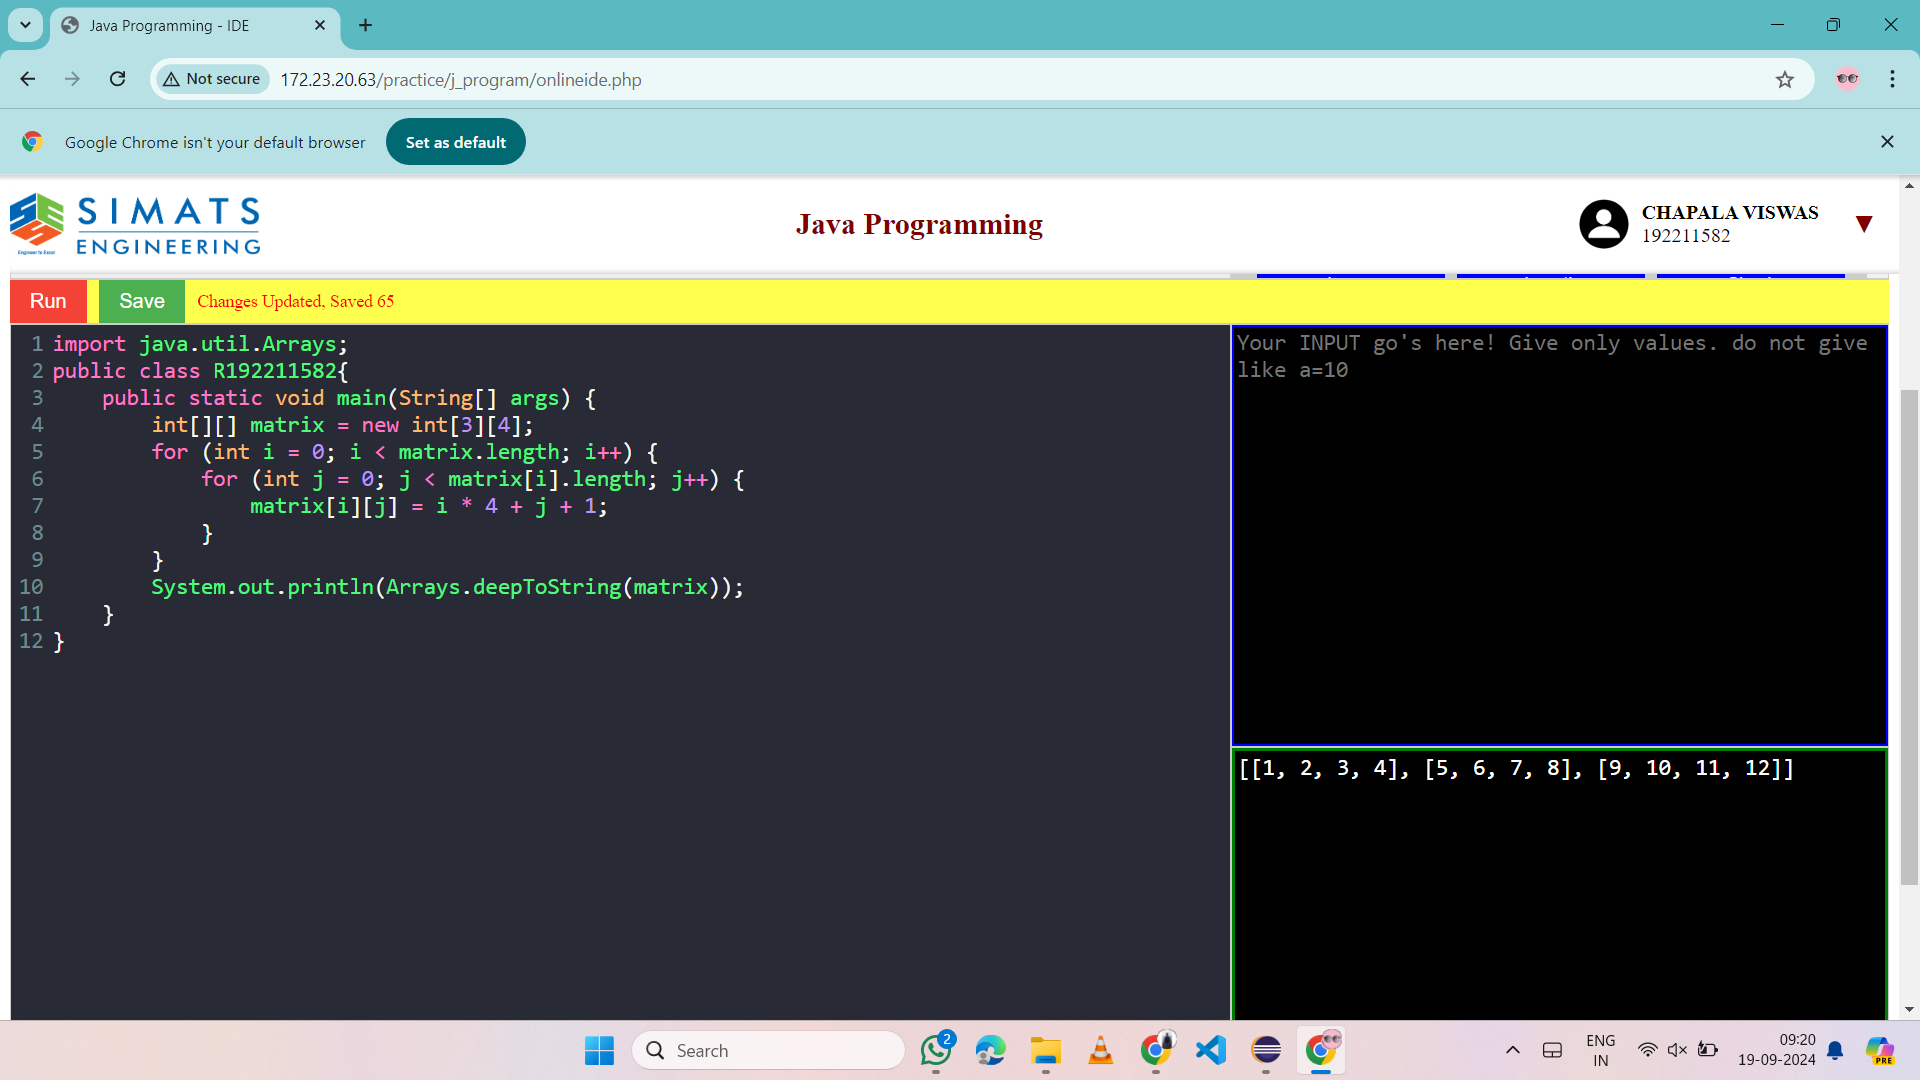 Java Programming - IDE
Not secure
172.23.20.63/practice/j_program/onlineide.php
Google Chrome isn't your default browser
Set as default
SIMATS
ENGINEERING
Engineer to Excel
Java Programming
CHAPALA VISWAS
192211582
Run
Save
Changes Updated, Saved 65
1 import java.util.Arrays;
2 public class R192211582{
3     public static void main(String[] args) {
4         int[][] matrix = new int[3][4];
5         for (int i = 0; i < matrix.length; i++) {
6             for (int j = 0; j < matrix[i].length; j++) {
7                 matrix[i][j] = i * 4 + j + 1;
8             }
9         }
10         System.out.println(Arrays.deepToString(matrix));
11     }
12 }
Your INPUT go's here! Give only values. do not give
like a=10
[[1, 2, 3, 4], [5, 6, 7, 8], [9, 10, 11, 12]]
Search
2
ENG
IN
09:20
19-09-2024
PRE